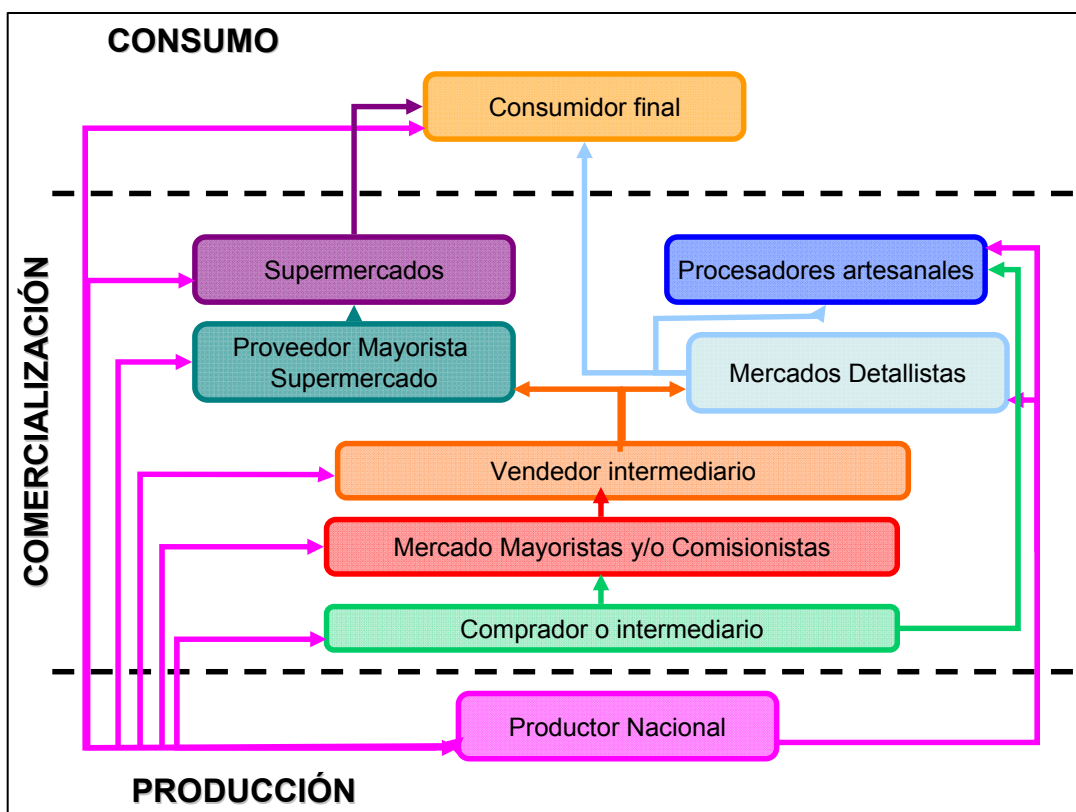 CONSUMO
Consumidor final
COMERCIALIZACIÓN
Supermercados
Procesadores artesanales
Proveedor Mayorista
Supermercado
Mercados Detallistas
Vendedor intermediario
Mercado Mayoristas y/o Comisionistas
Comprador o intermediario
Productor Nacional
PRODUCCIÓN